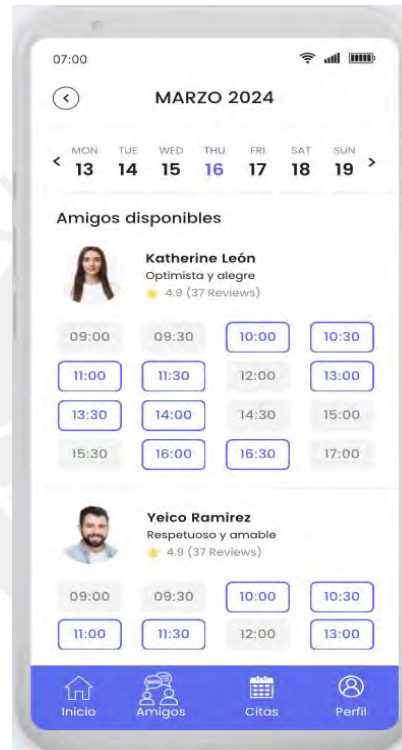 07:00
MARZO 2024
MON TUE WED THU FRI SAT SUN
< 13 14 15 16 17 18 19 >
Amigos disponibles
Katherine León
Optimista y alegre
4.9 (37 Reviews)
09:00 09:30 10:00 10:30
11:00 11:30 12:00 13:00
13:30 14:00 14:30 15:00
15:30 16:00 16:30 17:00
Yeico Ramirez
Respetuoso y amable
4.9 (37 Reviews)
09:00 09:30 10:00 10:30
11:00 11:30 12:00 13:00
Inicio Amigos Citas Perfil